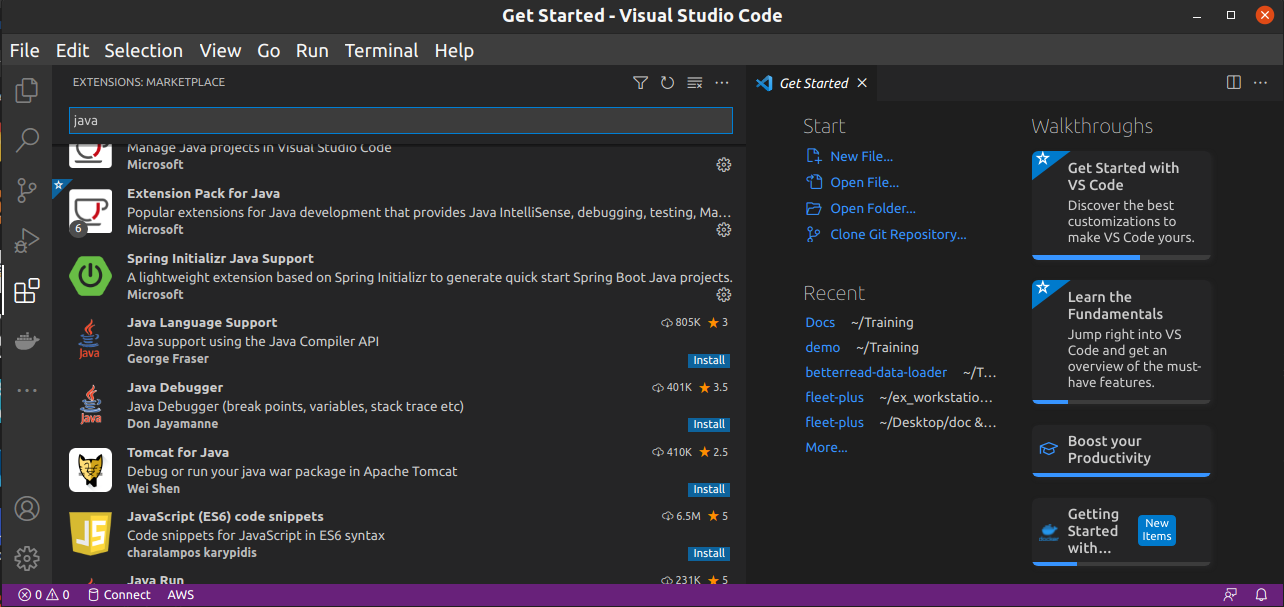 Get Started - Visual Studio Code
File Edit Selection View Go Run Terminal Help
EXTENSIONS: MARKETPLACE
java
Manage Java projects in Visual Studio Code
Microsoft
Extension Pack for Java
Popular extensions for Java development that provides Java IntelliSense, debugging, testing, Ma...
6
Microsoft
Spring Initializr Java Support
A lightweight extension based on Spring Initializr to generate quick start Spring Boot Java projects.
Microsoft
Java Language Support 805K 3
Java support using the Java Compiler API
Java
George Fraser Install
Java Debugger 401K 3.5
Java Debugger (break points, variables, stack trace etc)
Java
Don Jayamanne Install
Tomcat for Java 410K 2.5
Debug or run your java war package in Apache Tomcat
Wei Shen Install
JavaScript (ES6) code snippets 6.5M 5
Code snippets for JavaScript in ES6 syntax
JS
charalampos karypidis Install
Java Run 231K 5
Get Started
Start
New File...
Open File...
Open Folder...
Clone Git Repository...
Recent
Docs ~/Training
demo ~/Training
betterread-data-loader ~/T...
fleet-plus ~/ex_workstatio...
fleet-plus ~/Desktop/doc &...
More...
Walkthroughs
Get Started with
VS Code
Discover the best
customizations to
make VS Code yours.
Learn the
Fundamentals
Jump right into VS
Code and get an
overview of the must-
have features.
Boost your
Productivity
Getting
Started
with...
New
Items
docker
0 0 Connect AWS